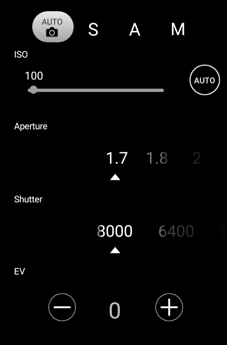 AUTO S A M
ISO
100
AUTO
Aperture
1.7 1.8 2
Shutter
8000 6400
EV
0